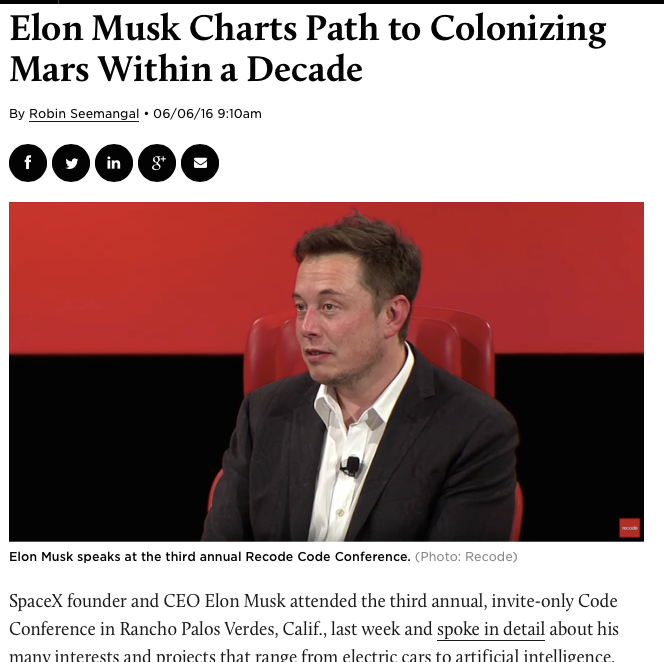 Elon Musk Charts Path to Colonizing
Mars Within a Decade
By Robin Seemangal • 06/06/16 9:10am
f
in
g+
recode
Elon Musk speaks at the third annual Recode Code Conference. (Photo: Recode)
SpaceX founder and CEO Elon Musk attended the third annual, invite-only Code
Conference in Rancho Palos Verdes, Calif., last week and spoke in detail about his
many interests and projects that range from electric cars to artificial intelligence.